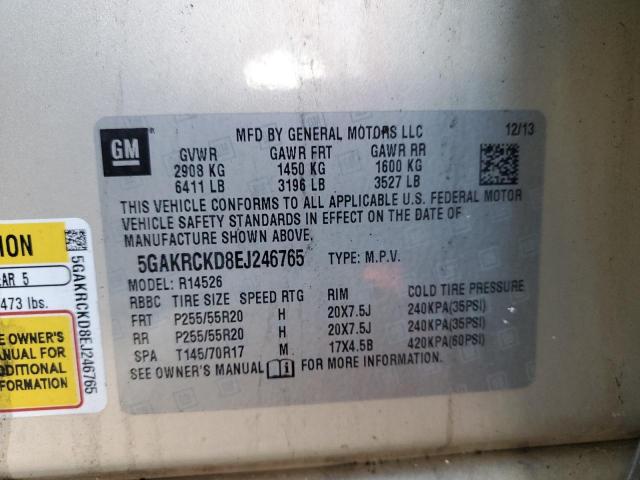 GM
MFD BY GENERAL MOTORS LLC
12/13
GVWR GAWR FRT GAWR RR
2908 KG 1450 KG 1600 KG
6411 LB 3196 LB 3527 LB
THIS VEHICLE CONFORMS TO ALL APPLICABLE U.S. FEDERAL MOTOR
VEHICLE SAFETY STANDARDS IN EFFECT ON THE DATE OF
MANUFACTURE SHOWN ABOVE.
5GAKRCKD8EJ246765 TYPE: M.P.V.
MODEL: R14526
RBBC TIRE SIZE SPEED RTG RIM COLD TIRE PRESSURE
FRT P255/55R20 H 20X7.5J 240KPA(35PSI)
RR P255/55R20 H 20X7.5J 240KPA(35PSI)
SPA T145/70R17 M 17X4.5B 420KPA(60PSI)
SEE OWNER'S MANUAL FOR MORE INFORMATION
ION
AR 5
473 lbs.
EE OWNER'S
ANUAL FOR
DDITIONAL
FORMATION
5GAKRCKD8EJ246765